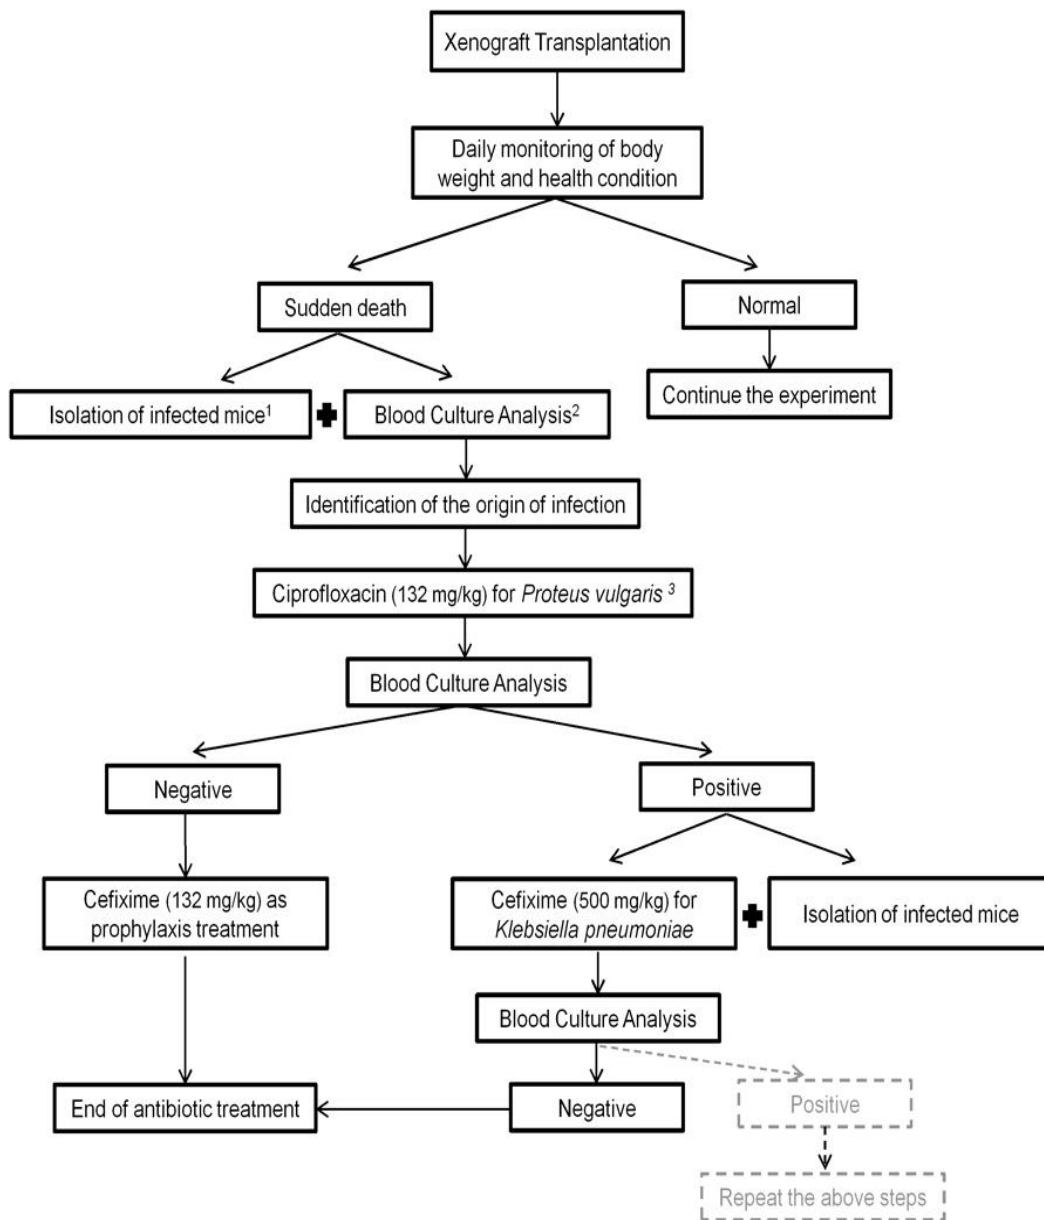 Xenograft Transplantation
Daily monitoring of body
weight and health condition
Sudden death
Normal
Isolation of infected mice¹
Blood Culture Analysis²
Continue the experiment
Identification of the origin of infection
Ciprofloxacin (132 mg/kg) for Proteus vulgaris ³
Blood Culture Analysis
Negative
Positive
Cefixime (132 mg/kg) as
prophylaxis treatment
Cefixime (500 mg/kg) for
Klebsiella pneumoniae
Isolation of infected mice
Blood Culture Analysis
End of antibiotic treatment
Negative
Positive
Repeat the above steps